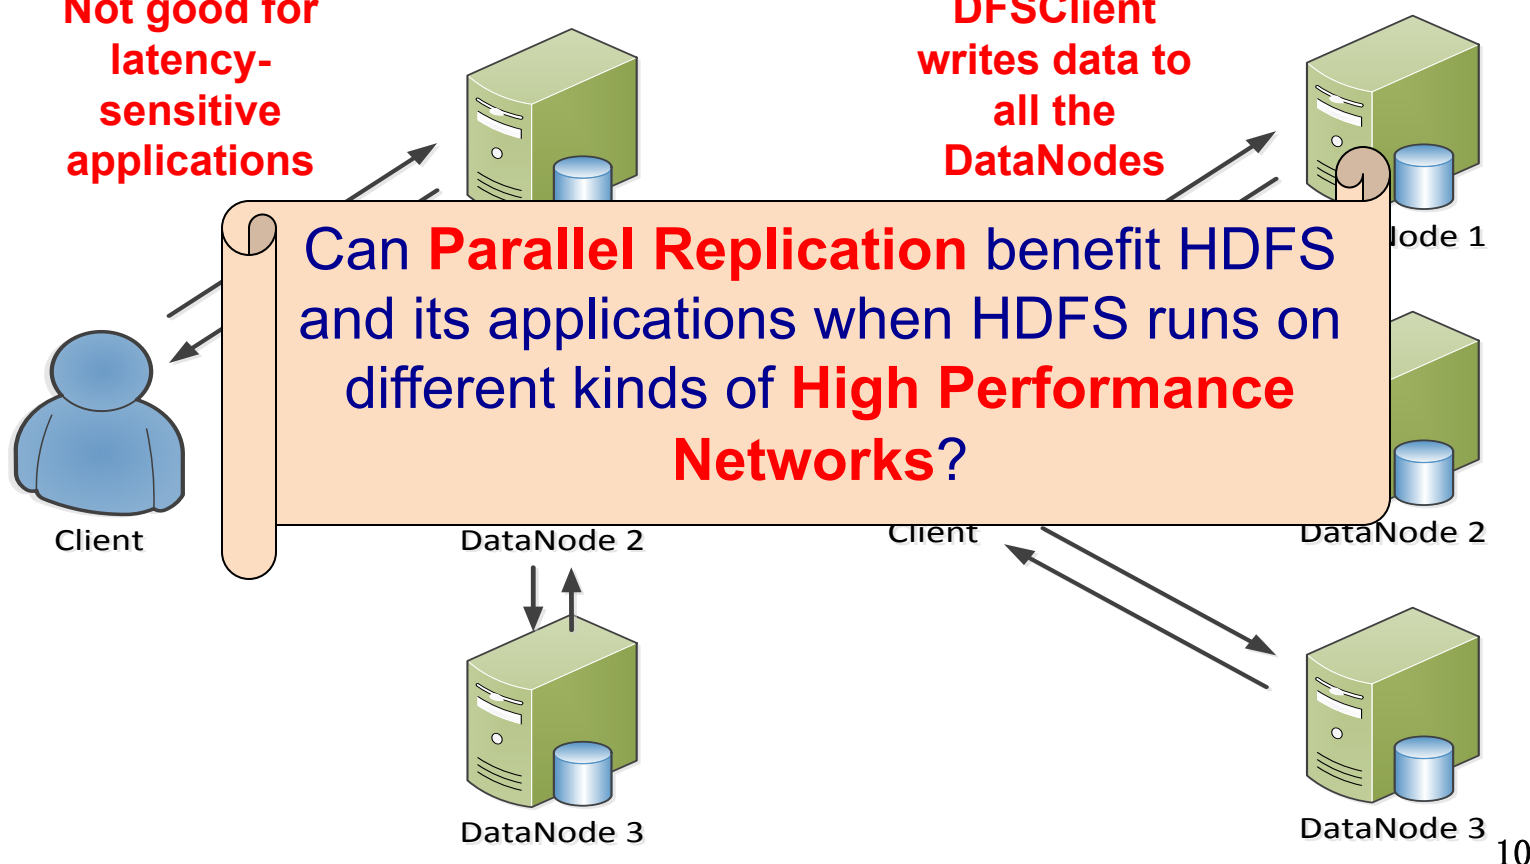 Not good for
latency-
sensitive
applications
DFSClient
writes data to
all the
DataNodes
Can Parallel Replication benefit HDFS
and its applications when HDFS runs on
different kinds of High Performance
Networks?
Node 1
Client
DataNode 2
Client
DataNode 2
DataNode 3
DataNode 3
10